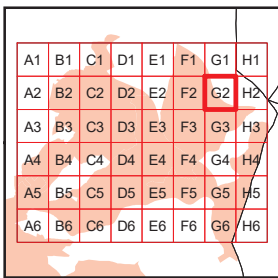 A1 B1 C1 D1 E1 F1 G1 H1
A2 B2 C2 D2 E2 F2 G2 H2
A3 B3 C3 D3 E3 F3 G3 H3
A4 B4 C4 D4 E4 F4 G4 H4
A5 B5 C5 D5 E5 F5 G5 H5
A6 B6 C6 D6 E6 F6 G6 H6